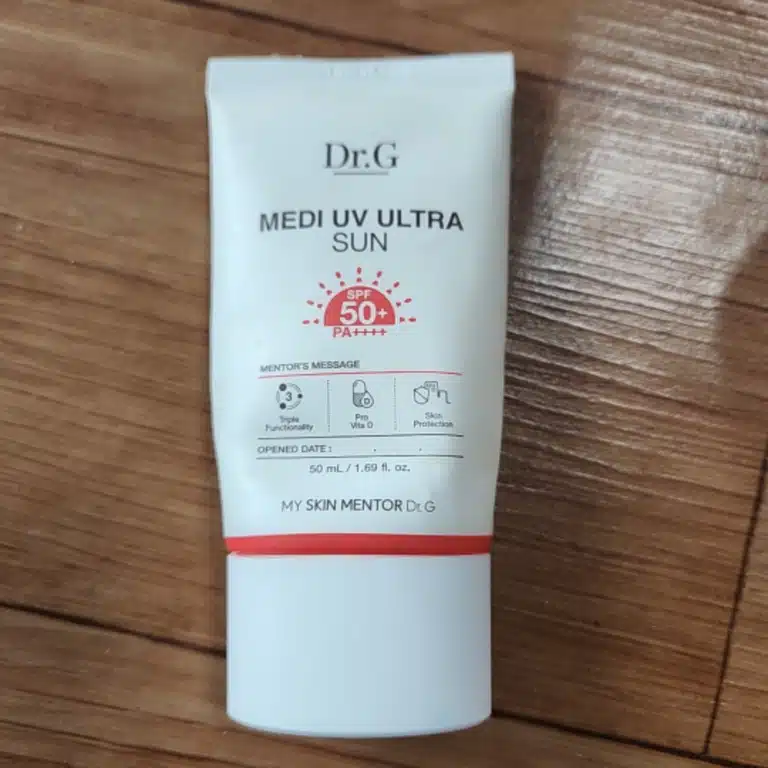 Dr.G
MEDI UV ULTRA
SUN
SPF
50+
PA++++
MENTOR'S MESSAGE
3
Triple
Functionality
Pro
Vita D
Skin
Protection
OPENED DATE : . .
50 mL / 1.69 fl. oz.
MY SKIN MENTOR Dr.G